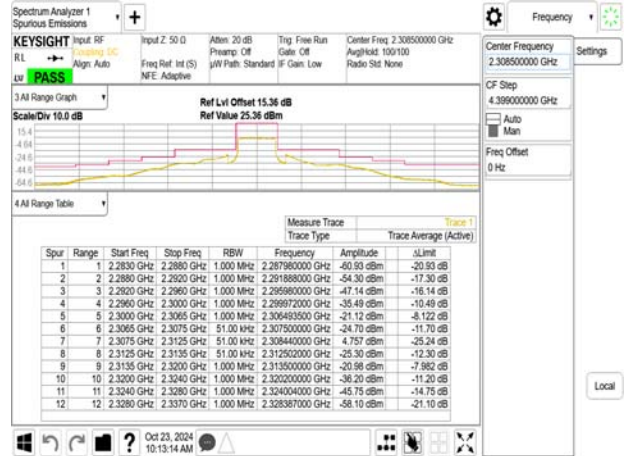 Spectrum Analyzer 1
Spurious Emissions
Frequency
KEYSIGHT Input: RF Input Z: 50 Ω Atten: 20 dB Trig: Free Run Center Freq: 2.308500000 GHz
RL Coupling: DC Preamp: Off Gate: Off Avg|Hold: 100/100
Align: Auto Freq Ref: Int (S) µW Path: Standard IF Gain: Low Radio Std: None
NFE: Adaptive
LW PASS
Center Frequency
2.308500000 GHz
Settings
CF Step
4.399000000 GHz
Auto
Man
Freq Offset
0 Hz
3 All Range Graph
Ref Lvl Offset 15.36 dB
Scale/Div 10.0 dB Ref Value 25.36 dBm
15.4
-4.64
-24.6
-44.6
-64.6
4 All Range Table
Measure Trace Trace 1
Trace Type Trace Average (Active)
Spur Range Start Freq Stop Freq RBW Frequency Amplitude ΔLimit
1 1 2.2830 GHz 2.2880 GHz 1.000 MHz 2.287980000 GHz -60.93 dBm -20.93 dB
2 2 2.2880 GHz 2.2920 GHz 1.000 MHz 2.291888000 GHz -54.30 dBm -17.30 dB
3 3 2.2920 GHz 2.2960 GHz 1.000 MHz 2.295980000 GHz -47.14 dBm -16.14 dB
4 4 2.2960 GHz 2.3000 GHz 1.000 MHz 2.299972000 GHz -35.49 dBm -10.49 dB
5 5 2.3000 GHz 2.3065 GHz 1.000 MHz 2.306493500 GHz -21.12 dBm -8.122 dB
6 6 2.3065 GHz 2.3075 GHz 51.00 kHz 2.307500000 GHz -24.70 dBm -11.70 dB
7 7 2.3075 GHz 2.3125 GHz 51.00 kHz 2.308440000 GHz 4.757 dBm -25.24 dB
8 8 2.3125 GHz 2.3135 GHz 51.00 kHz 2.312502000 GHz -25.30 dBm -12.30 dB
9 9 2.3135 GHz 2.3200 GHz 1.000 MHz 2.313500000 GHz -20.98 dBm -7.982 dB
10 10 2.3200 GHz 2.3240 GHz 1.000 MHz 2.320200000 GHz -36.20 dBm -11.20 dB
11 11 2.3240 GHz 2.3280 GHz 1.000 MHz 2.324004000 GHz -45.75 dBm -14.75 dB
12 12 2.3280 GHz 2.3370 GHz 1.000 MHz 2.328387000 GHz -58.10 dBm -21.10 dB
Local
Oct 23, 2024
10:13:14 AM